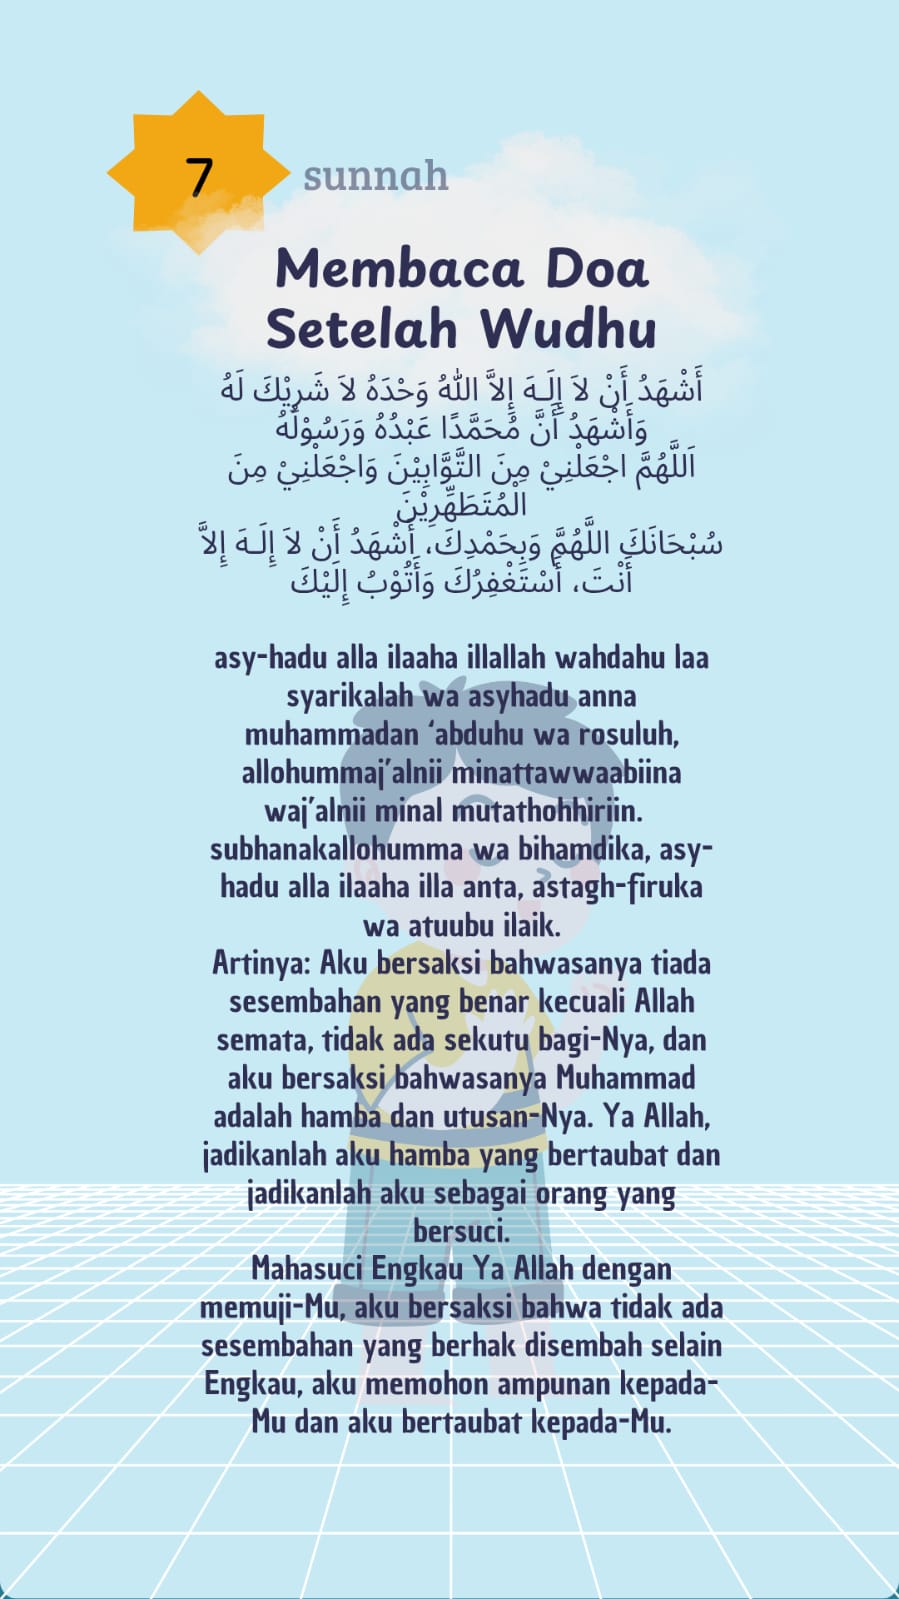 7
sunnah
Membaca Doa
Setelah Wudhu
أَشْهَدُ أَنْ لاَ إِلَـهَ إِلاَّ اللهُ وَحْدَهُ لاَ شَرِيْكَ لَهُ
وَأَشْهَدُ أَنَّ مُحَمَّدًا عَبْدُهُ وَرَسُوْلُهُ
اَللَّهُمَّ اجْعَلْنِيْ مِنَ التَّوَّابِيْنَ وَاجْعَلْنِيْ مِنَ
الْمُتَطَهِّرِيْنَ
سُبْحَانَكَ اللَّهُمَّ وَبِحَمْدِكَ، أَشْهَدُ أَنْ لاَ إِلَـهَ إِلاَّ
أَنْتَ، أَسْتَغْفِرُكَ وَأَتُوْبُ إِلَيْكَ
asy-hadu alla ilaaha illallah wahdahu laa
syarikalah wa asyhadu anna
muhammadan ‘abduhu wa rosuluh,
allohummaj’alnii minattawwaabiina
waj’alnii minal mutathohhiriin.
subhanakallohumma wa bihamdika, asy-
hadu alla ilaaha illa anta, astagh-firuka
wa atuubu ilaik.
Artinya: Aku bersaksi bahwasanya tiada
sesembahan yang benar kecuali Allah
semata, tidak ada sekutu bagi-Nya, dan
aku bersaksi bahwasanya Muhammad
adalah hamba dan utusan-Nya. Ya Allah,
jadikanlah aku hamba yang bertaubat dan
jadikanlah aku sebagai orang yang
bersuci.
Mahasuci Engkau Ya Allah dengan
memuji-Mu, aku bersaksi bahwa tidak ada
sesembahan yang berhak disembah selain
Engkau, aku memohon ampunan kepada-
Mu dan aku bertaubat kepada-Mu.